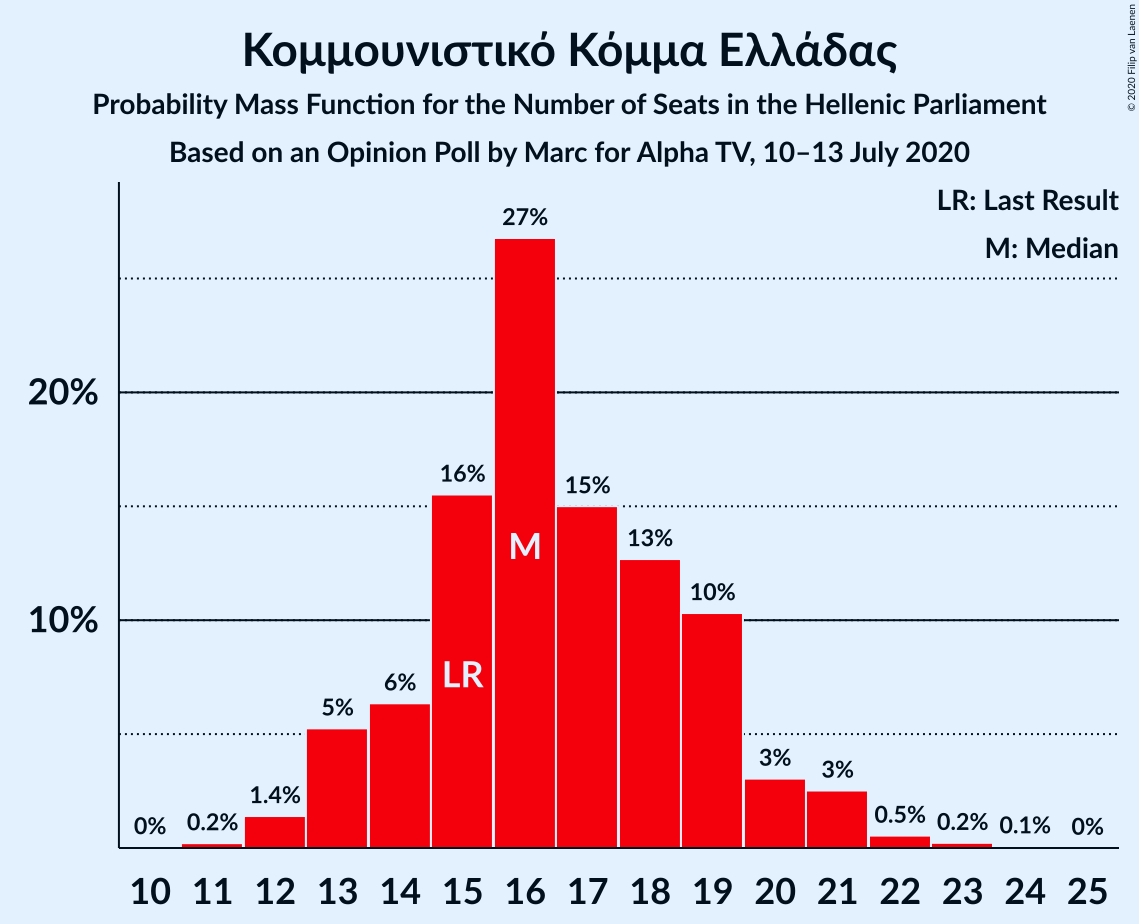 Κομμουνιστικό Κόμμα Ελλάδας
Probability Mass Function for the Number of Seats in the Hellenic Parliament
Based on an Opinion Poll by Marc for Alpha TV, 10–13 July 2020
© 2020 Filip van Laenen
LR: Last Result
M: Median
27%
20%
16%
15%
M
13%
10%
10%
LR
6%
5%
3%
3%
1.4%
0%
0.2%
0.5%
0.2%
0.1%
0%
10 11 12 13 14 15 16 17 18 19 20 21 22 23 24 25